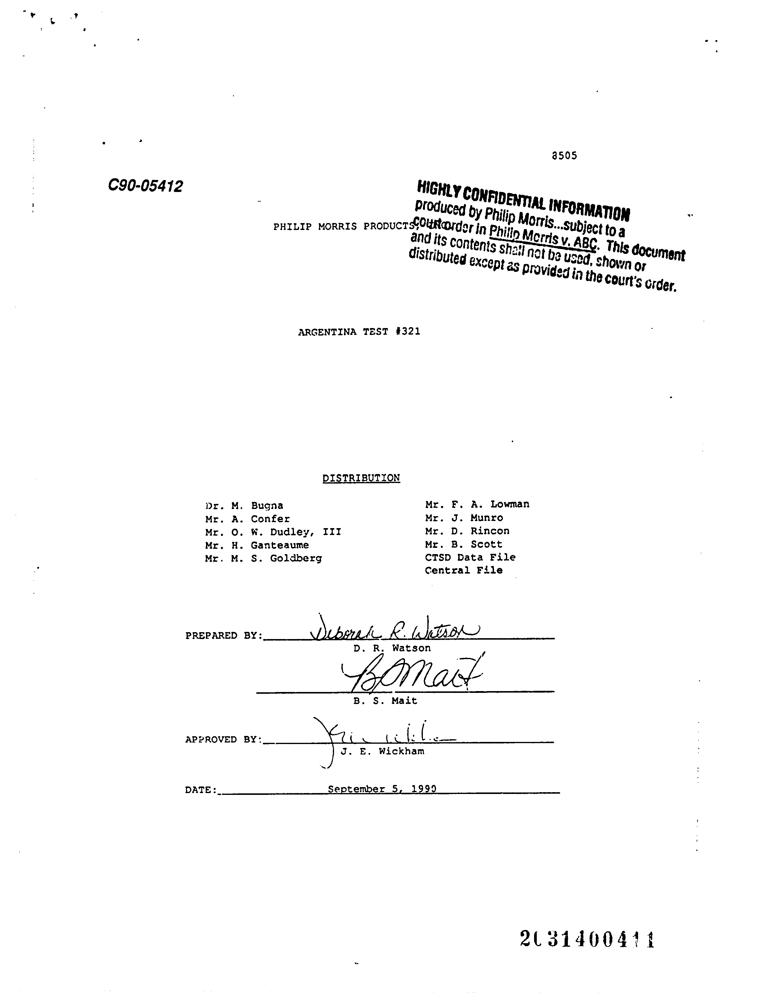 8505
C90-05412
HIGHLY CONFIDENTIAL INFORMATION
produced by Philip Morris...subject to a
PHILIP MORRIS PRODUCTS
court order in Philip Morris v. ABC. This document
and its contents shall not be used, shown or
distributed except as provided in the court's order.
ARGENTINA TEST #321
DISTRIBUTION
Dr. M. Bugna
Mr. A. Confer
Mr. O. W. Dudley, III
Mr. H. Ganteaume
Mr. M. S. Goldberg
Mr. F. A. Lowman
Mr. J. Munro
Mr. D. Rincon
Mr. B. Scott
CTSD Data File
Central File
PREPARED BY: Deborah R. Watson
D. R. Watson
B S Mait
B. S. Mait
APPROVED BY:
J. E. Wickham
DATE: September 5, 1990
2031400411